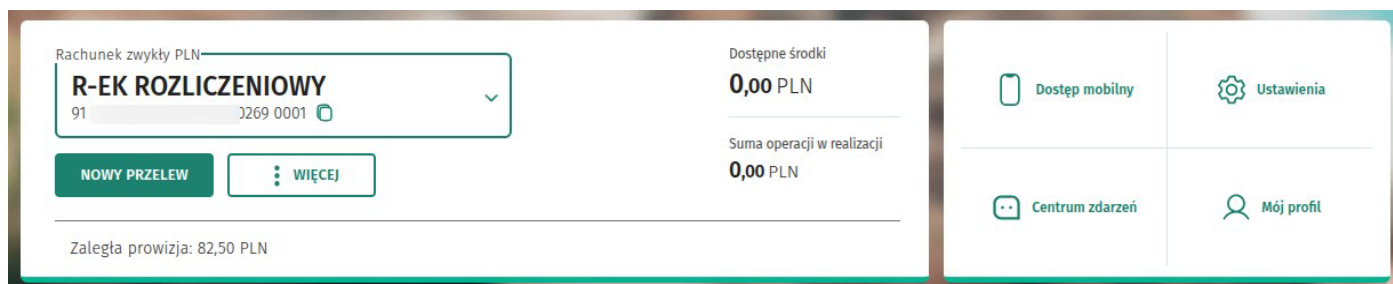 Rachunek zwykły PLN
R-EK ROZLICZENIOWY
91 0269 0001
NOWY PRZELEW
WIĘCEJ
Zaległa prowizja: 82,50 PLN
Dostępne środki
0,00 PLN
Suma operacji w realizacji
0,00 PLN
Dostęp mobilny
Ustawienia
Centrum zdarzeń
Mój profil